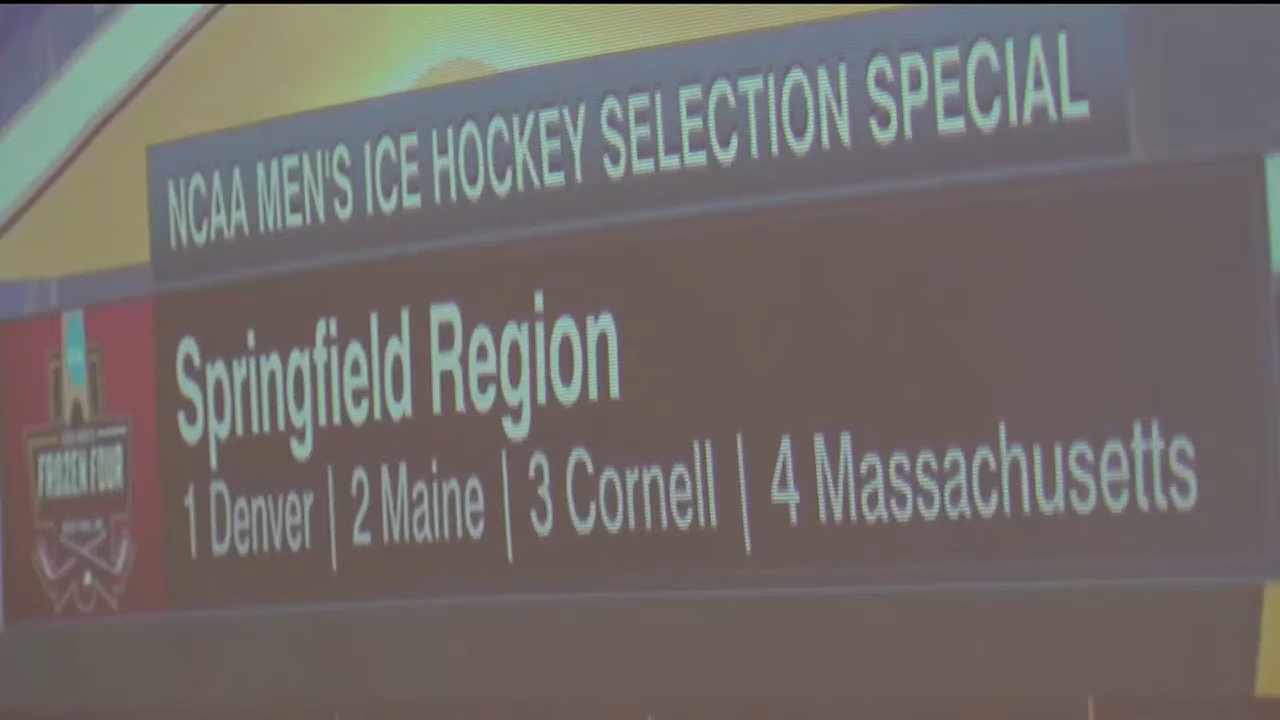 NCAA MEN'S ICE HOCKEY SELECTION SPECIAL
Springfield Region
1 Denver | 2 Maine | 3 Cornell | 4 Massachusetts
FROZEN FOUR